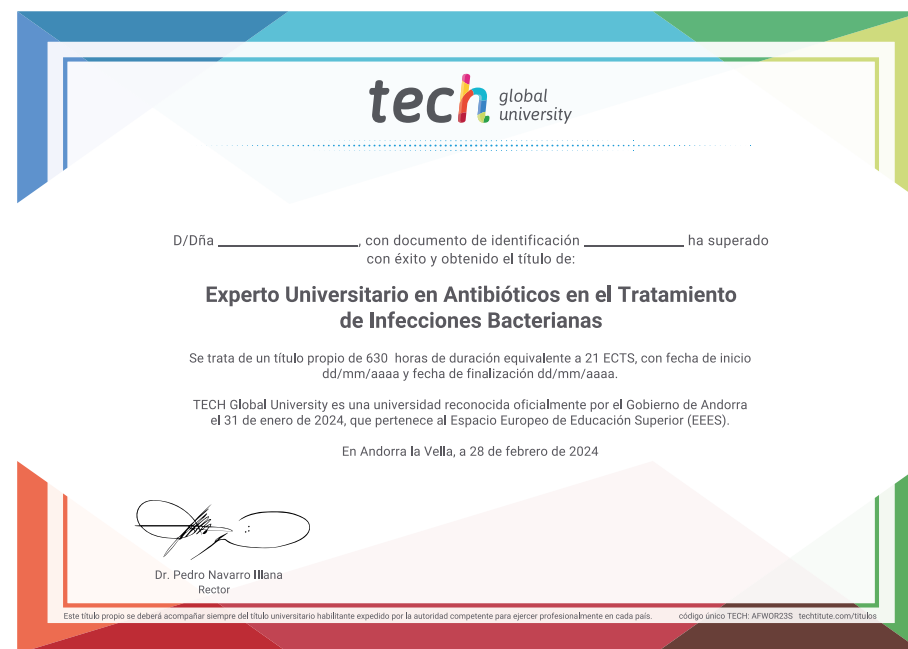 tech global university
D/Dña ____________________, con documento de identificación ______________ ha superado
con éxito y obtenido el título de:
Experto Universitario en Antibióticos en el Tratamiento
de Infecciones Bacterianas
Se trata de un título propio de 630 horas de duración equivalente a 21 ECTS, con fecha de inicio
dd/mm/aaaa y fecha de finalización dd/mm/aaaa.
TECH Global University es una universidad reconocida oficialmente por el Gobierno de Andorra
el 31 de enero de 2024, que pertenece al Espacio Europeo de Educación Superior (EEES).
En Andorra la Vella, a 28 de febrero de 2024
Dr. Pedro Navarro Illana
Rector
Este título propio se deberá acompañar siempre del título universitario habilitante expedido por la autoridad competente para ejercer profesionalmente en cada país. código único TECH: AFWOR23S techtitute.com/titulos